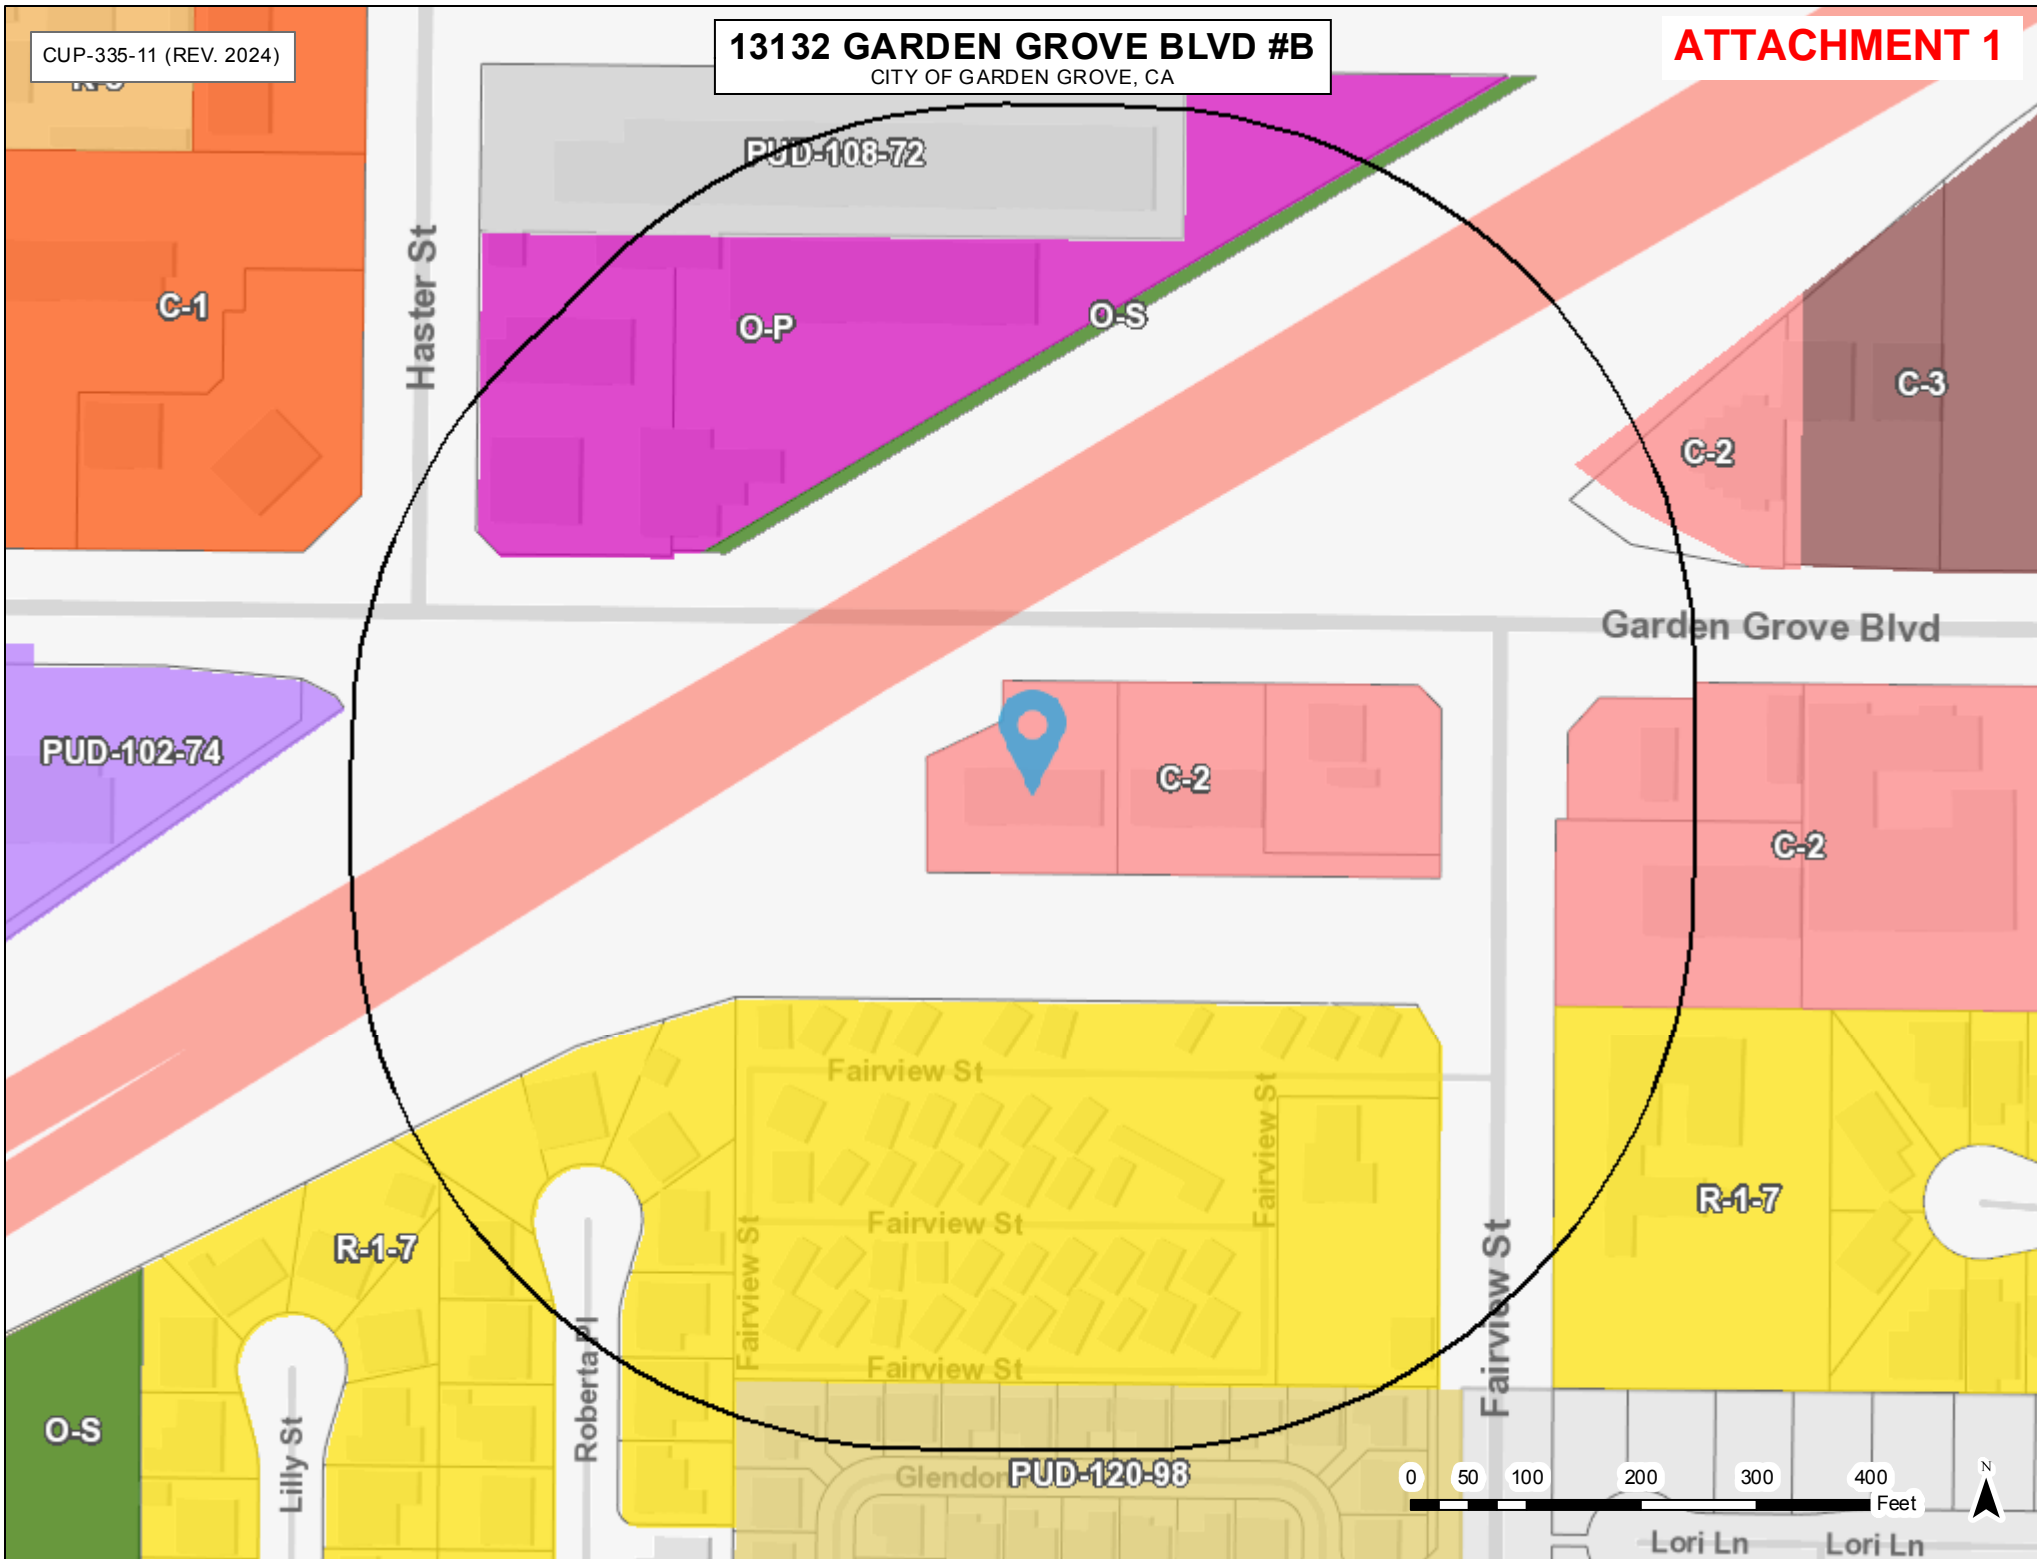 CUP-335-11 (REV. 2024)
13132 GARDEN GROVE BLVD #B
CITY OF GARDEN GROVE, CA
ATTACHMENT 1
R-3
PUD-108-72
Haster St
C-1
O-P
O-S
C-3
C-2
Garden Grove Blvd
PUD-102-74
C-2
C-2
Fairview St
Fairview St
R-1-7
Fairview St
R-1-7
Fairview St
Fairview St
Roberta Pl
Fairview St
O-S
Lilly St
PUD-120-98
0 50 100 200 300 400
Feet
N
Lori Ln
Lori Ln